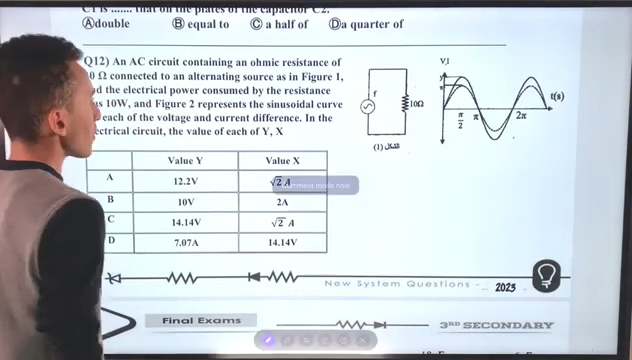 C1 is ....... that on the plates of the capacitor C2.
Ⓐdouble Ⓑ equal to Ⓒ a half of Ⓓa quarter of
Q12) An AC circuit containing an ohmic resistance of
0 Ω connected to an alternating source as in Figure 1,
d the electrical power consumed by the resistance
10W, and Figure 2 represents the sinusoidal curve
each of the voltage and current difference. In the
ctrical circuit, the value of each of Y, X
f
10Ω
(1) الشكل
V,I
y
x
π/2
π
2π
t(s)
Value Y Value X
A 12.2V √2 A
B 10V 2A
C 14.14V √2 A
D 7.07A 14.14V
mode now
New System Questions - 2023
Final Exams
3RD SECONDARY